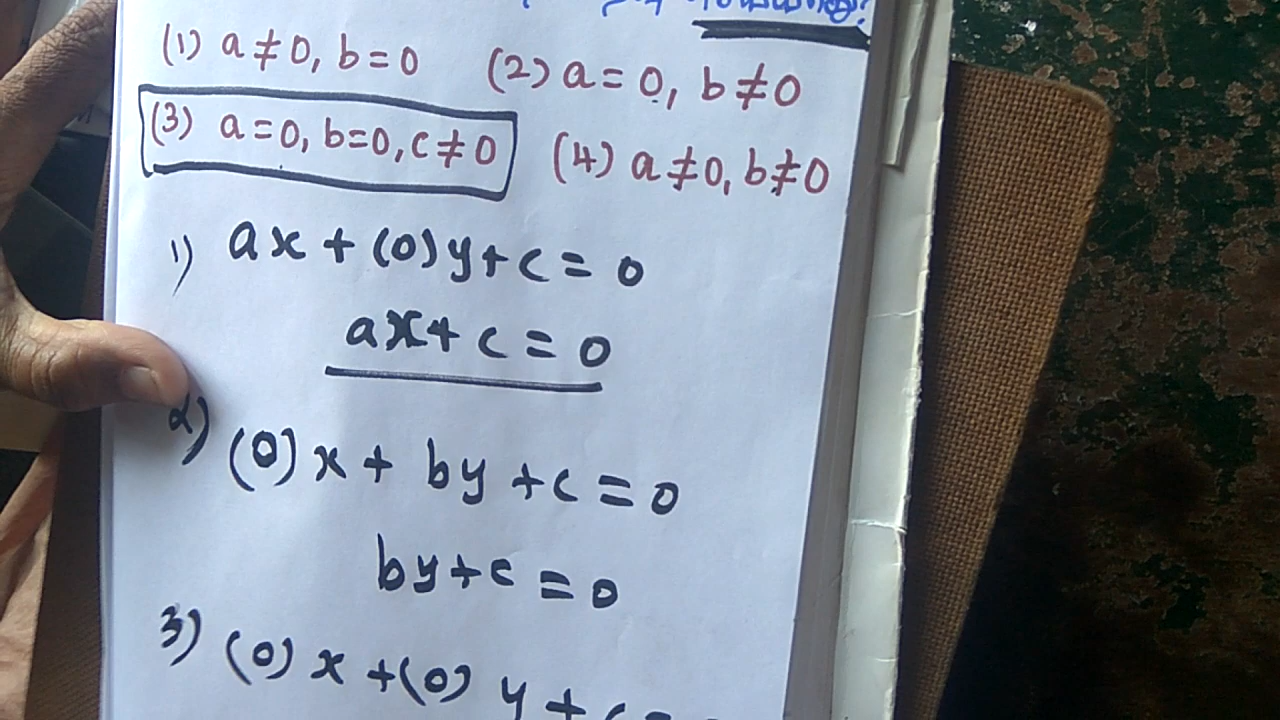 (1) a ≠ 0, b = 0 (2) a = 0, b ≠ 0
(3) a = 0, b = 0, c ≠ 0 (4) a ≠ 0, b ≠ 0
1) ax + (0)y + c = 0
ax + c = 0
2) (0)x + by + c = 0
by + c = 0
3) (0)x + (0)y +